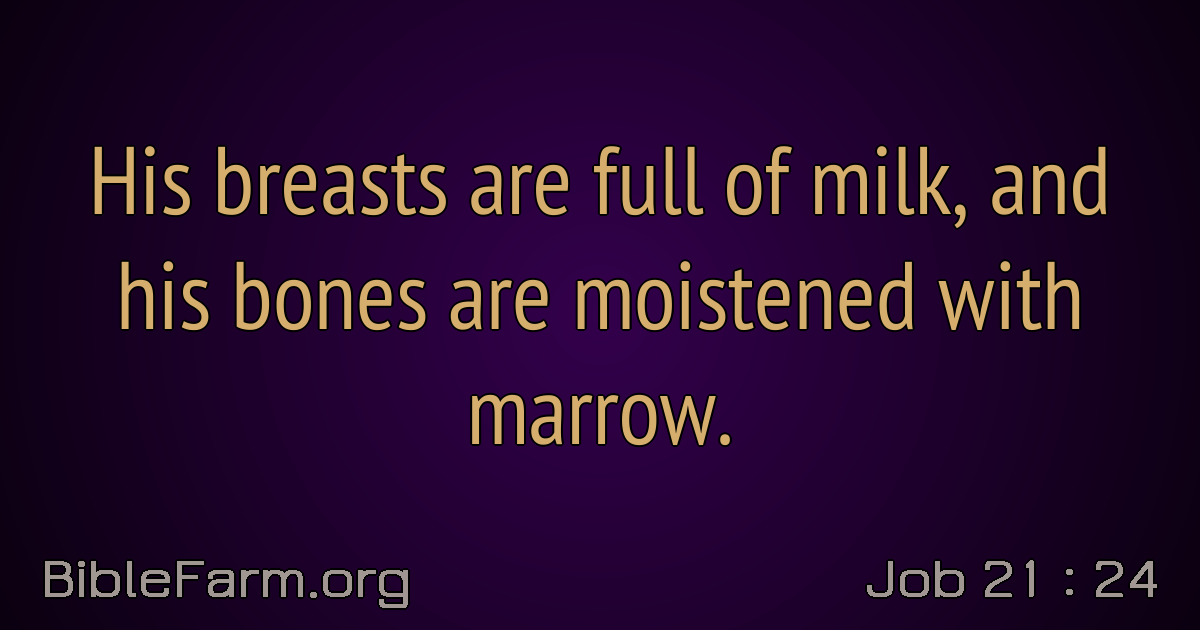 His breasts are full of milk, and
his bones are moistened with
marrow.
BibleFarm.org
Job 21 : 24